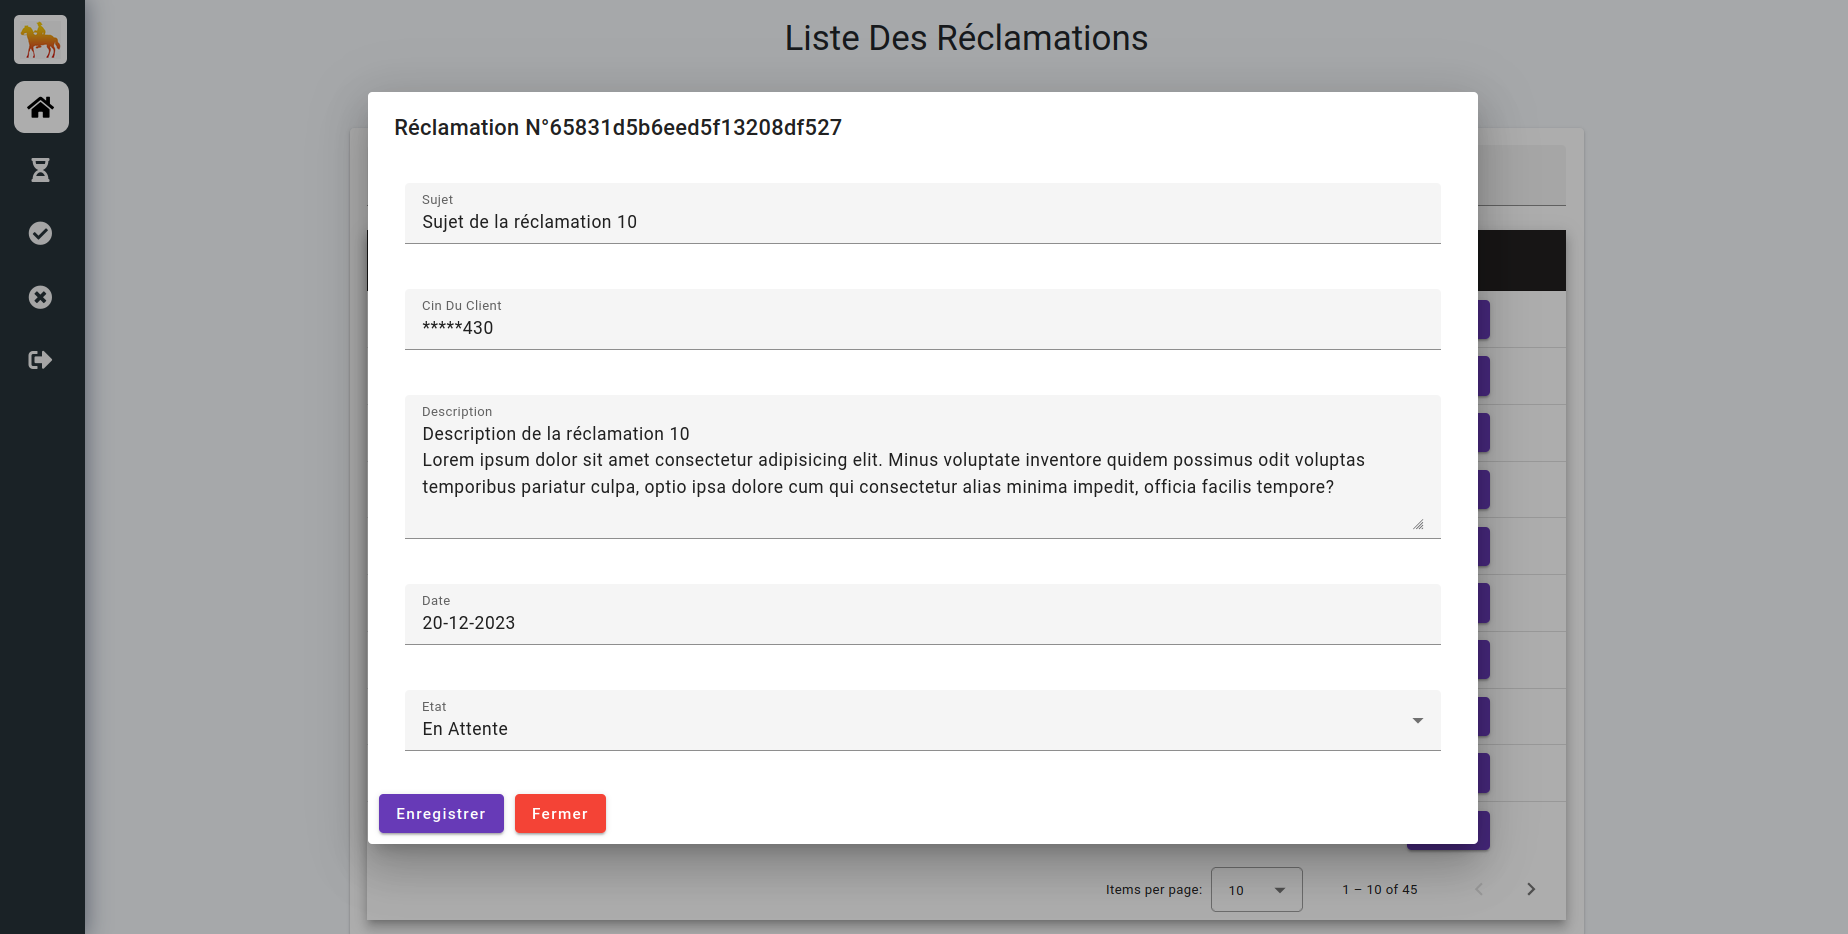 Liste Des Réclamations
Réclamation N°65831d5b6eed5f13208df527
Sujet
Sujet de la réclamation 10
Cin Du Client
*****430
Description
Description de la réclamation 10
Lorem ipsum dolor sit amet consectetur adipisicing elit. Minus voluptate inventore quidem possimus odit voluptas
temporibus pariatur culpa, optio ipsa dolore cum qui consectetur alias minima impedit, officia facilis tempore?
Date
20-12-2023
Etat
En Attente
Enregistrer
Fermer
Items per page:
10
1 – 10 of 45